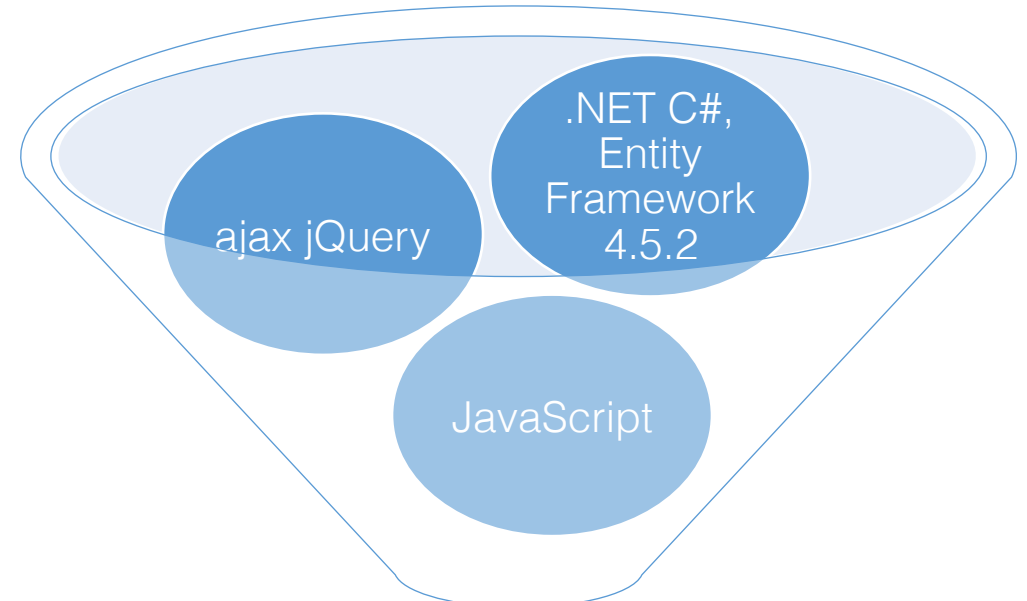 .NET C#,
Entity
Framework
4.5.2
ajax jQuery
JavaScript